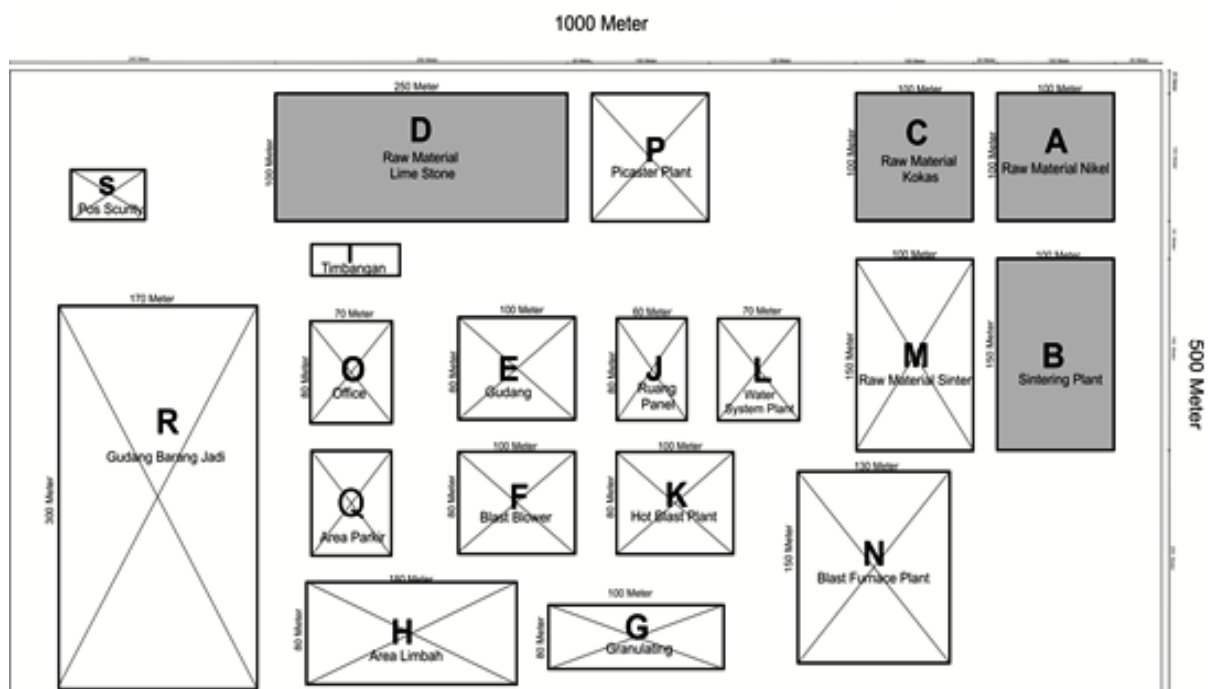 1000 Meter
250 Meter
100 Meter
100 Meter
D
P
C
A
Raw Material
Lime Stone
100 Meter
Picaster Plant
100 Meter
Raw Material
Kokas
100 Meter
Raw Material Nikel
S
Pos Scurity
Timbangan
100 Meter
100 Meter
170 Meter
70 Meter
100 Meter
60 Meter
70 Meter
500 Meter
80 Meter
O
Office
80 Meter
E
Gudang
80 Meter
J
Ruang
Panel
L
Water
System Plant
150 Meter
M
Raw Material Sinter
150 Meter
B
Sintering Plant
R
Gudang Barang Jadi
300 Meter
Q
Area Parkir
100 Meter
80 Meter
F
Blast Blower
100 Meter
80 Meter
K
Hot Blast Plant
130 Meter
150 Meter
N
Blast Furnace Plant
180 Meter
80 Meter
H
Area Limbah
100 Meter
80 Meter
G
Granulating